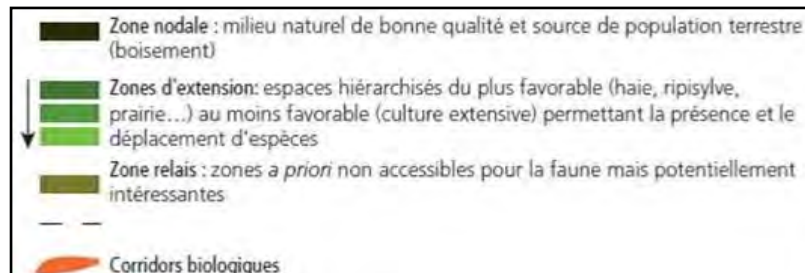 Zone nodale : milieu naturel de bonne qualité et source de population terrestre
(boisement)
Zones d'extension: espaces hiérarchisés du plus favorable (haie, ripisylve,
prairie...) au moins favorable (culture extensive) permettant la présence et le
déplacement d'espèces
Zone relais : zones a priori non accessibles pour la faune mais potentiellement
intéressantes
Corridors biologiques